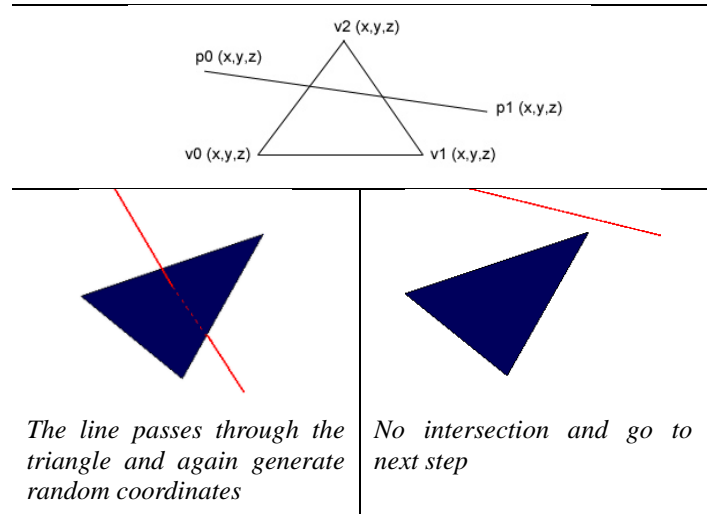 v2 (x,y,z)
p0 (x,y,z)
p1 (x,y,z)
v0 (x,y,z)
v1 (x,y,z)
The line passes through the
triangle and again generate
random coordinates
No intersection and go to
next step